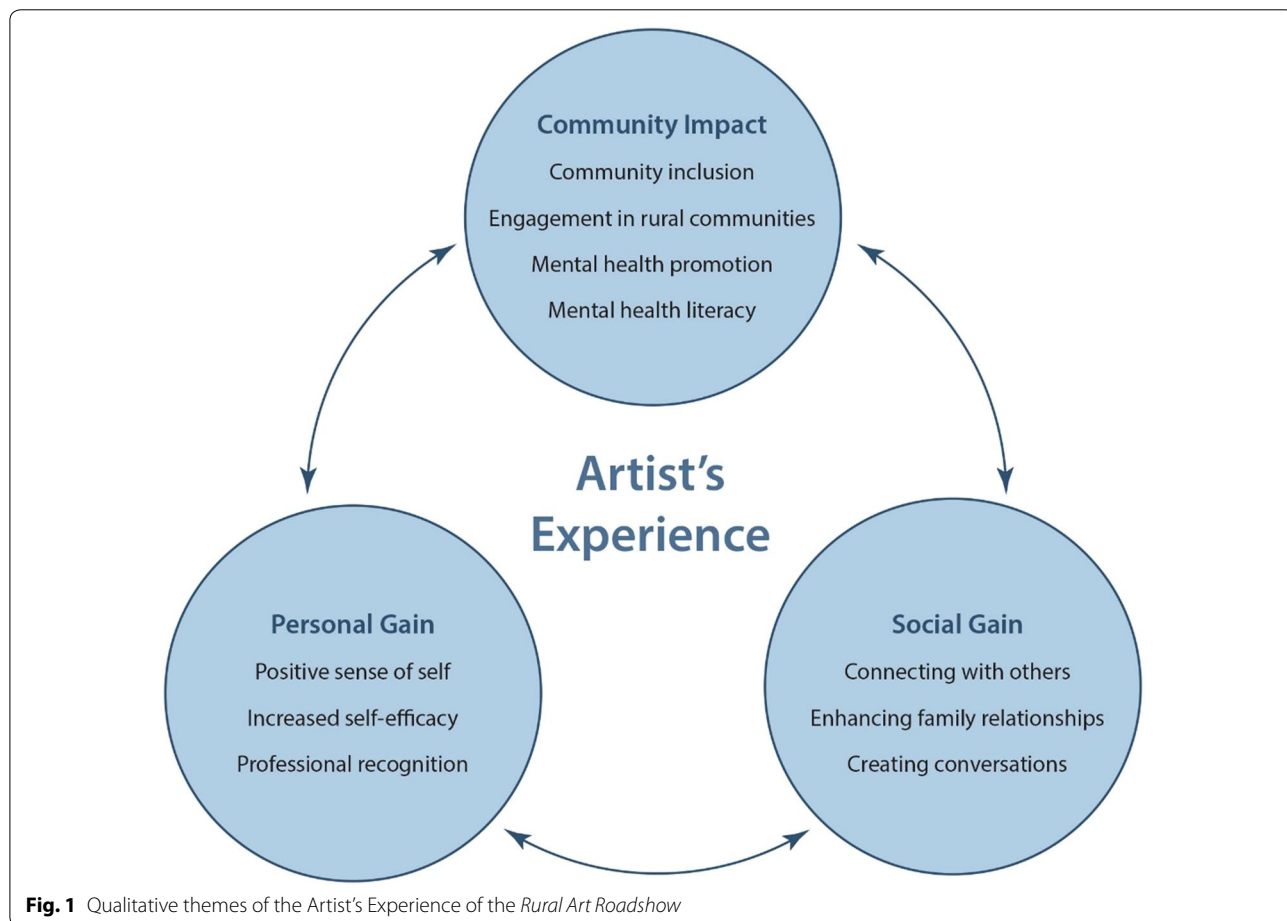 Community Impact
Community inclusion
Engagement in rural communities
Mental health promotion
Mental health literacy
Artist’s
Experience
Personal Gain
Positive sense of self
Increased self-efficacy
Professional recognition
Social Gain
Connecting with others
Enhancing family relationships
Creating conversations
Fig. 1 Qualitative themes of the Artist’s Experience of the Rural Art Roadshow